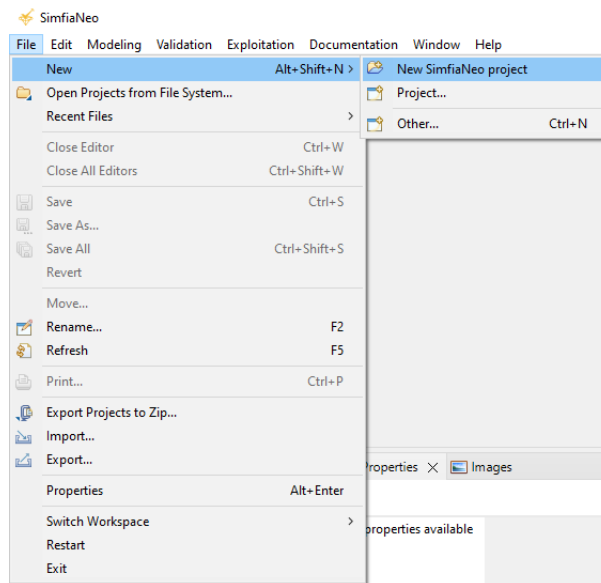 SimfiaNeo
File Edit Modeling Validation Exploitation Documentation Window Help
New Alt+Shift+N >
New SimfiaNeo project
Open Projects from File System...
Project...
Recent Files >
Other... Ctrl+N
Close Editor Ctrl+W
Close All Editors Ctrl+Shift+W
Save Ctrl+S
Save As...
Save All Ctrl+Shift+S
Revert
Move...
Rename... F2
Refresh F5
Print... Ctrl+P
Export Projects to Zip...
Import...
Export...
Properties Images
Properties Alt+Enter
Switch Workspace >
properties available
Restart
Exit